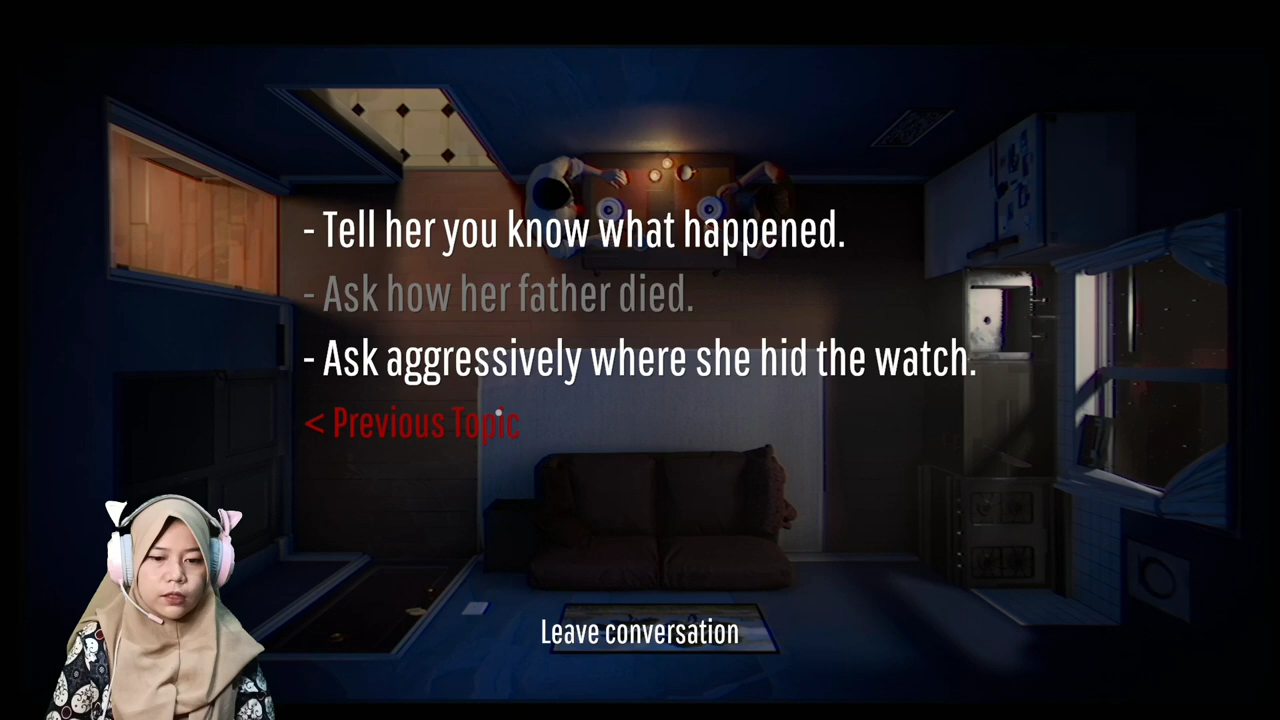 - Tell her you know what happened.
- Ask how her father died.
- Ask aggressively where she hid the watch.
< Previous Topic
Leave conversation